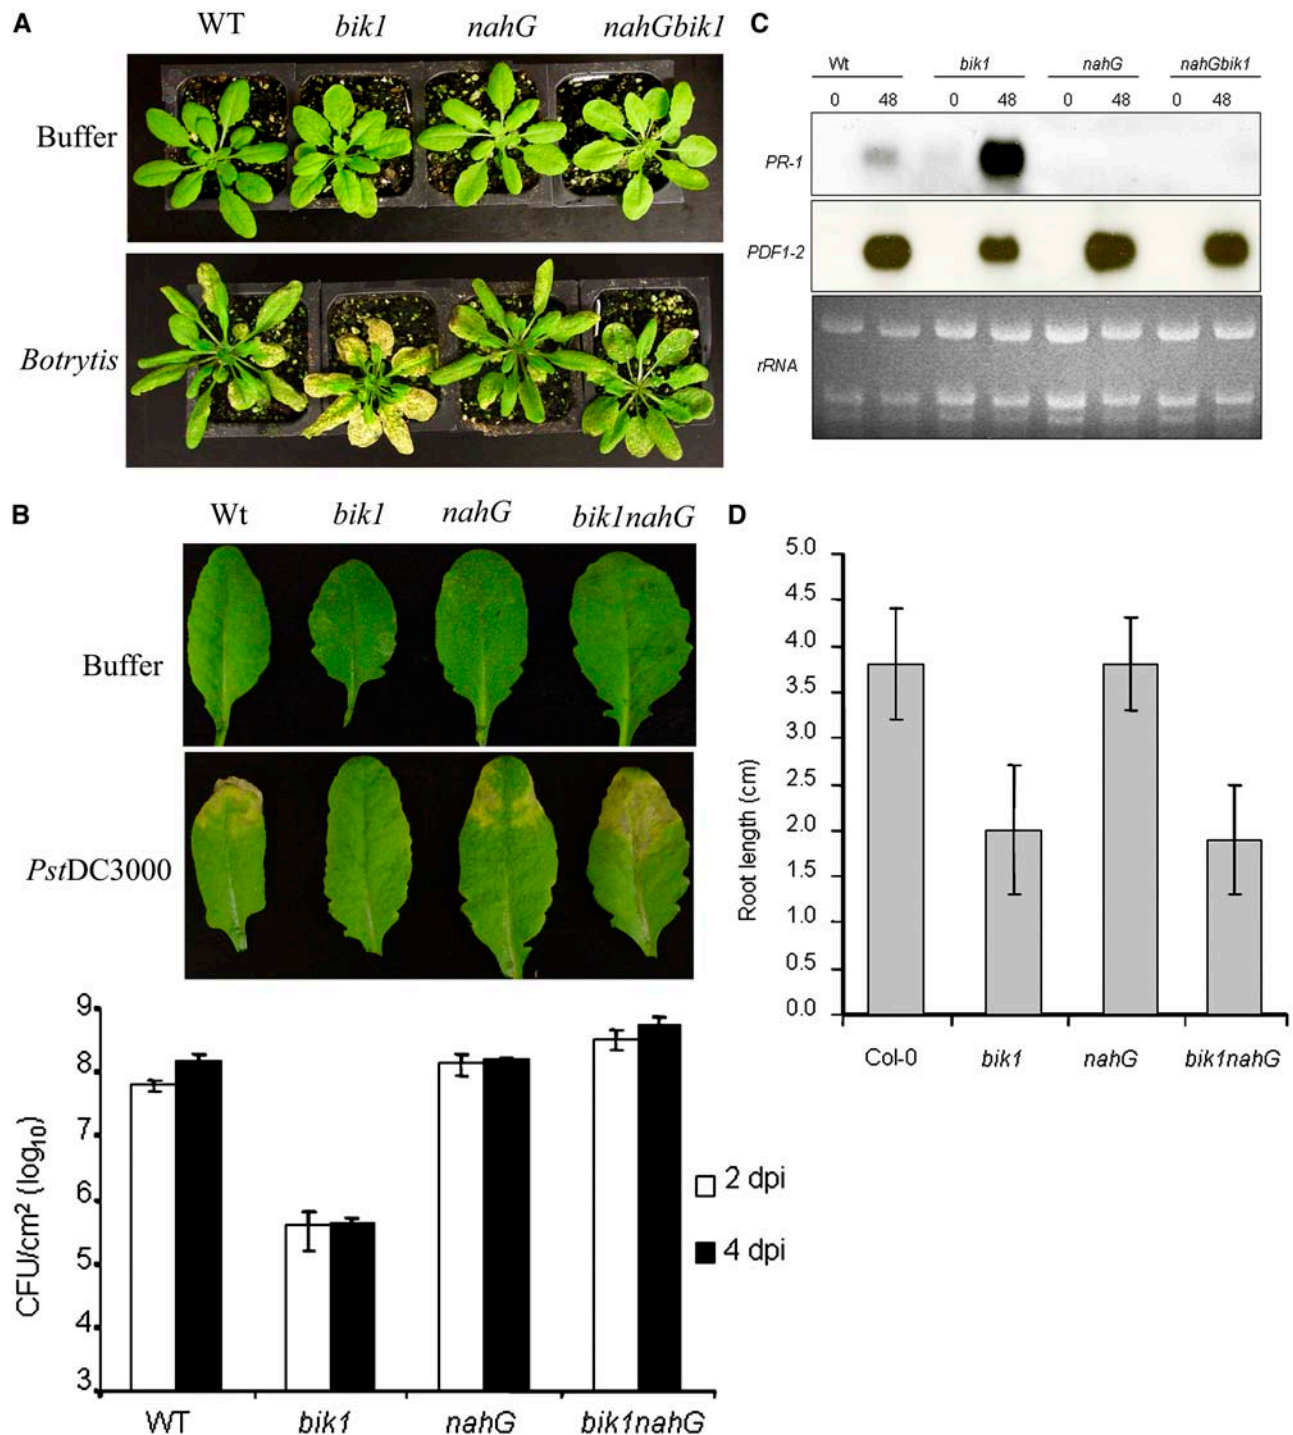 A
WT bik1 nahG nahGbik1
Buffer
Botrytis
B
Wt bik1 nahG bik1nahG
Buffer
PstDC3000
9
8
7
6
5
4
3
CFU/cm² (log₁₀)
2 dpi
4 dpi
WT bik1 nahG bik1nahG
C
Wt bik1 nahG nahGbik1
0 48 0 48 0 48 0 48
PR-1
PDF1-2
rRNA
D
5.0
4.5
4.0
3.5
3.0
2.5
2.0
1.5
1.0
0.5
0.0
Root length (cm)
Col-0 bik1 nahG bik1nahG